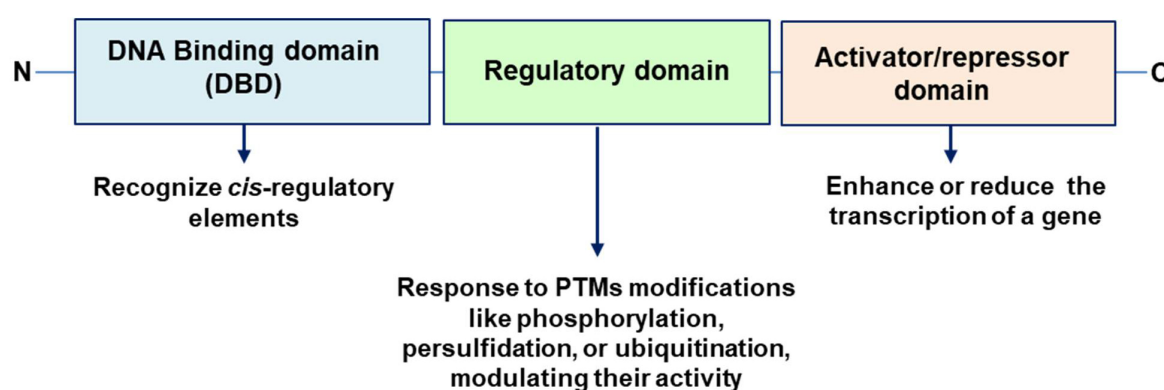 N
DNA Binding domain
(DBD)
Regulatory domain
Activator/repressor
domain
C
Recognize cis-regulatory
elements
Enhance or reduce the
transcription of a gene
Response to PTMs modifications
like phosphorylation,
persulfidation, or ubiquitination,
modulating their activity